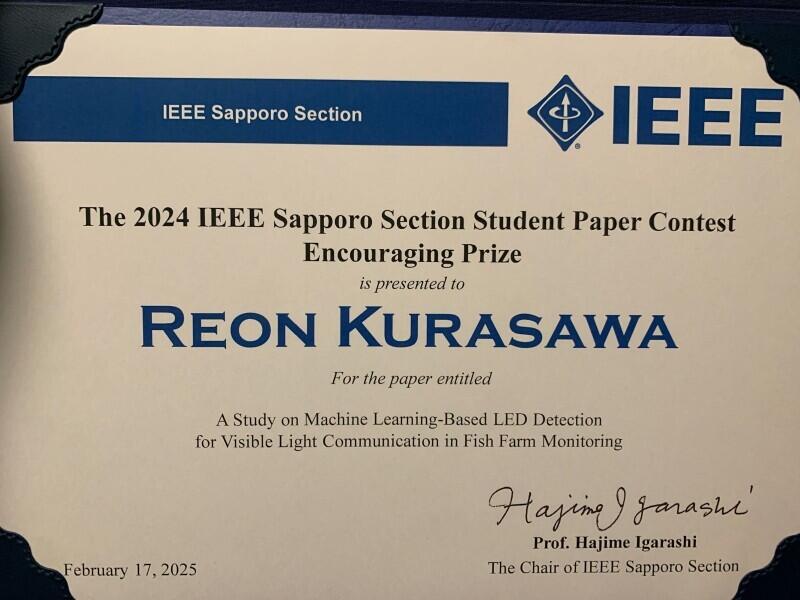 IEEE Sapporo Section
IEEE
The 2024 IEEE Sapporo Section Student Paper Contest
Encouraging Prize
is presented to
REON KURASAWA
For the paper entitled
A Study on Machine Learning-Based LED Detection
for Visible Light Communication in Fish Farm Monitoring
Hajime Igarashi
Prof. Hajime Igarashi
February 17, 2025
The Chair of IEEE Sapporo Section